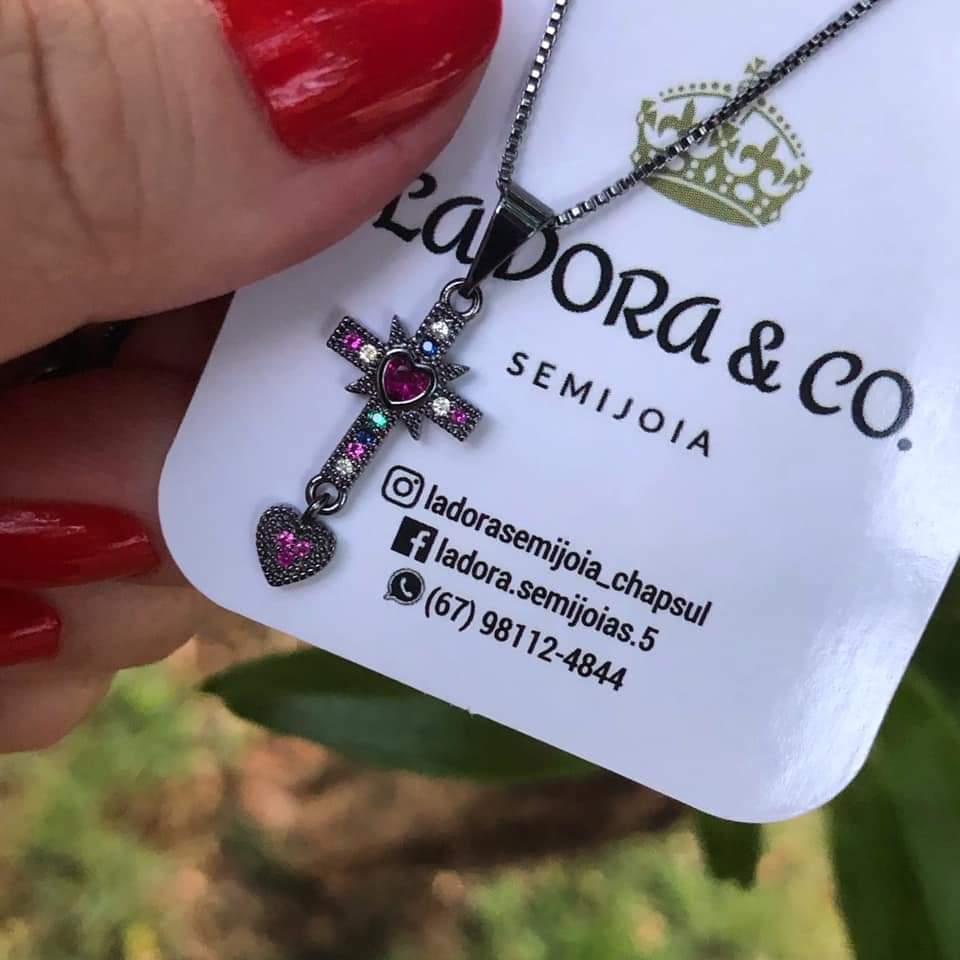 LADORA & CO.
SEMIJOIA
ladorasemijoia_chapsul
ladora.semijoias.5
(67) 98112-4844